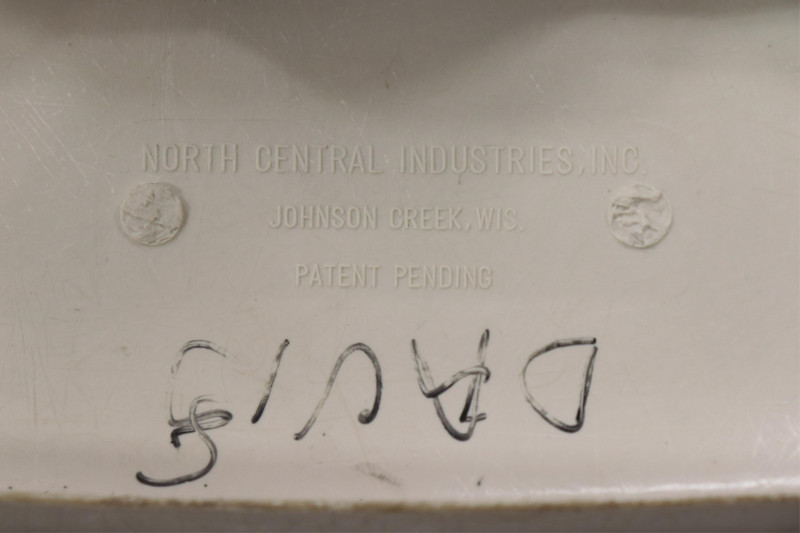 NORTH CENTRAL INDUSTRIES, INC.
JOHNSON CREEK, WIS.
PATENT PENDING
DAVIS